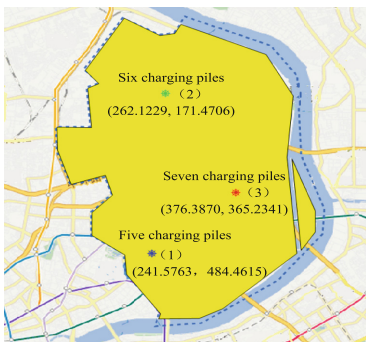 Six charging piles
（2）
(262.1229, 171.4706)
Seven charging piles
（3）
(376.3870, 365.2341)
Five charging piles
（1）
(241.5763， 484.4615)